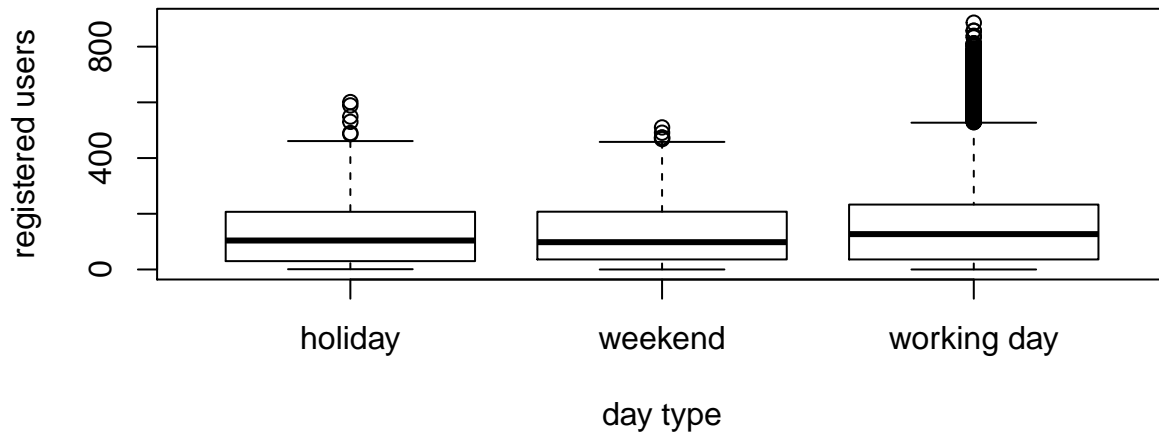 registered users
800
400
0
holiday
weekend
working day
day type